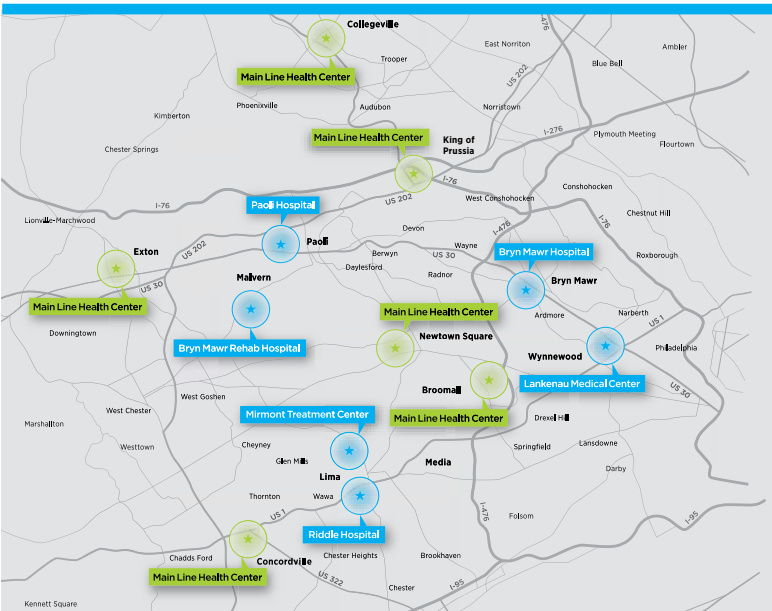 Collegeville
I-476
East Norriton
Ambler
Trooper
Blue Bell
Main Line Health Center
US 202
Phoenixville
Audubon
Norristown
Kimberton
I-276
Plymouth Meeting
Main Line Health Center
King of
Prussia
Flourtown
Chester Springs
I-76
Conshohocken
US 202
West Conshohocken
I-76
Paoli Hospital
Chestnut Hill
Lionville-Marchwood
I-476
I-76
Devon
Paoli
Wayne
US 202
Exton
Berwyn
US 30
Bryn Mawr Hospital
Roxborough
Daylesford
Radnor
Malvern
Bryn Mawr
US 30
Main Line Health Center
Main Line Health Center
Narberth
US 1
Ardmore
Downingtown
Newtown Square
Bryn Mawr Rehab Hospital
Wynnewood
Philadelphia
Lankenau Medical Center
Broomall
US 30
West Goshen
West Chester
Mirmont Treatment Center
Main Line Health Center
Drexel Hill
Marshallton
Westtown
Cheyney
Springfield
Lansdowne
Glen Mills
Media
Darby
Lima
Thornton
Wawa
US 1
I-476
Folsom
I-95
Riddle Hospital
Chadds Ford
Concordville
Chester Heights
Brookhaven
Main Line Health Center
US 322
Chester
I-95
Kennett Square